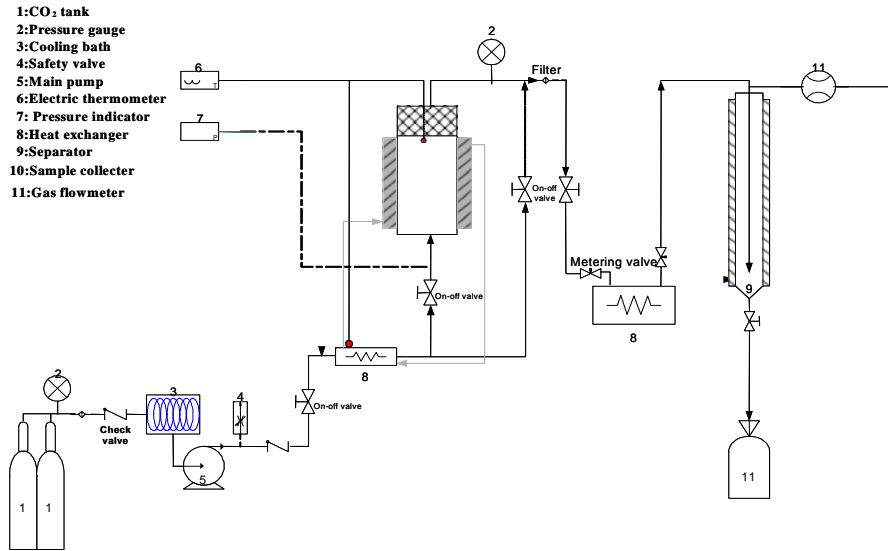 1:CO₂ tank
2:Pressure gauge
3:Cooling bath
4:Safety valve
5:Main pump
6:Electric thermometer
7: Pressure indicator
8:Heat exchanger
9:Separator
10:Sample collecter
11:Gas flowmeter
2
6
T
7
P
Filter
11
On-off
valve
Metering valve
On-off valve
9
8
8
2
3
4
On-off valve
Check
valve
5
1
1
11